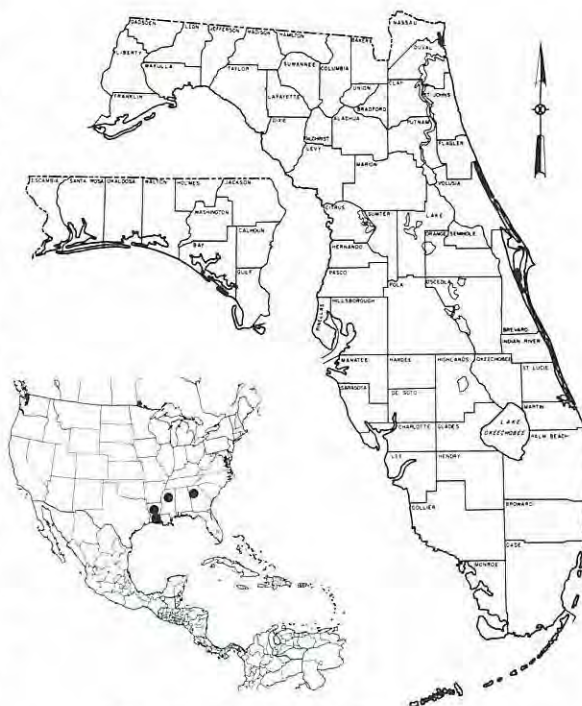 NASSAU
GADSDEN
LEON
JEFFERSON
MADISON
HAMILTON
BAKER
DUVAL
LIBERTY
WAKULLA
TAYLOR
SUWANNEE
COLUMBIA
UNION
CLAY
ST JOHNS
FRANKLIN
LAFAYETTE
BRADFORD
DIXIE
ALACHUA
PUTNAM
GILCHRIST
LEVY
FLAGLER
MARION
VOLUSIA
ESCAMBIA
SANTA ROSA
OKALOOSA
WALTON
HOLMES
JACKSON
WASHINGTON
BAY
CALHOUN
GULF
CITRUS
SUMTER
LAKE
ORANGE
SEMINOLE
HERNANDO
PASCO
POLK
OSCEOLA
HILLSBOROUGH
PINELLAS
BREVARD
INDIAN RIVER
MANATEE
HARDEE
HIGHLANDS
OKEECHOBEE
ST LUCIE
SARASOTA
DE SOTO
MARTIN
CHARLOTTE
GLADES
LAKE
OKEECHOBEE
PALM BEACH
LEE
HENDRY
COLLIER
BROWARD
DADE
MONROE